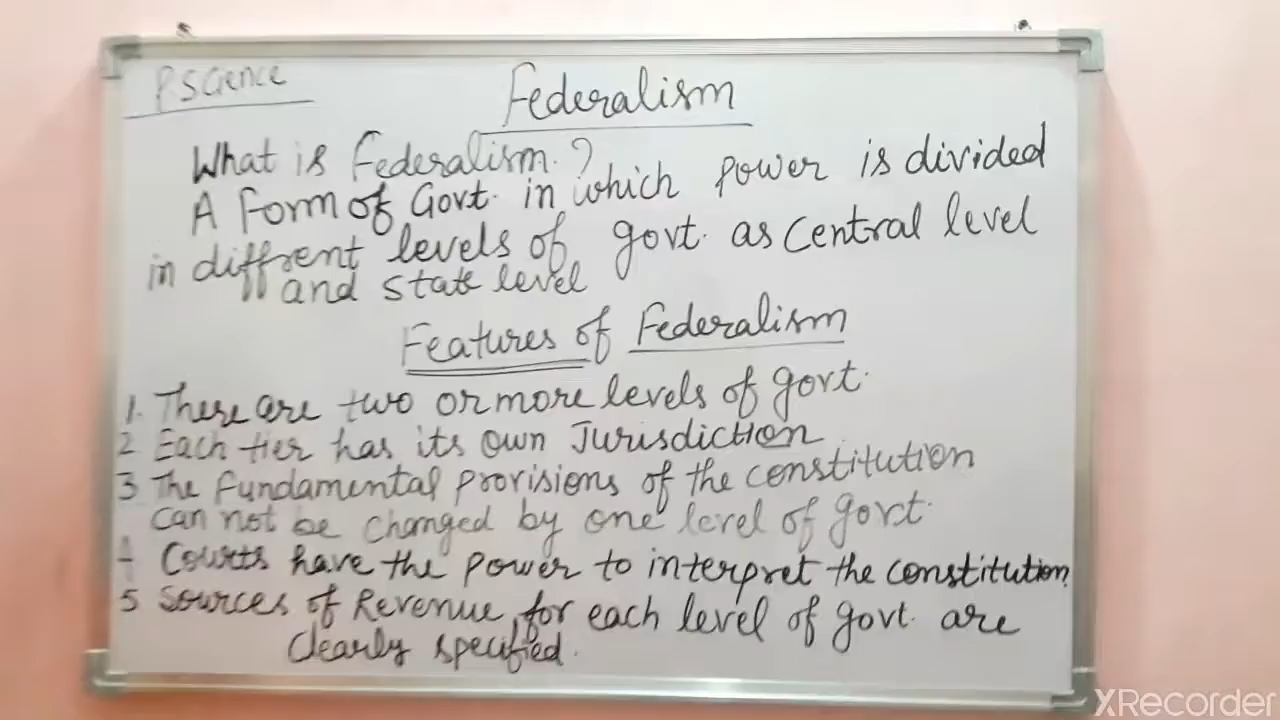 P Science
Federalism
What is Federalism.?
A form of Govt. in which power is divided
in diffrent levels of govt. as central level
and state level
Features of Federalism
1. There are two or more levels of govt.
2 Each tier has its own Jurisdiction
3 The fundamental provisions of the constitution
can not be changed by one level of govt.
4 Courts have the power to interpret the constitution.
5 Sources of Revenue for each level of govt. are
clearly specified.
XRecorder